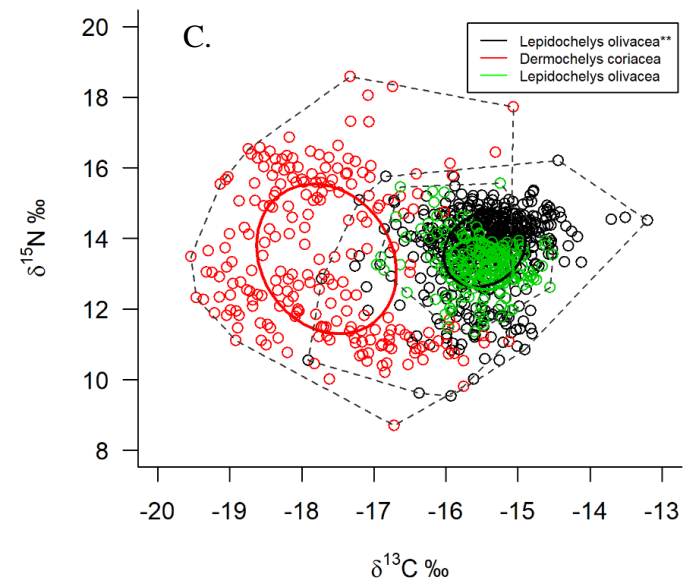 C.
Lepidochelys olivacea**
Dermochelys coriacea
Lepidochelys olivacea
δ15N ‰
20
18
16
14
12
10
8
-20 -19 -18 -17 -16 -15 -14 -13
δ13C ‰